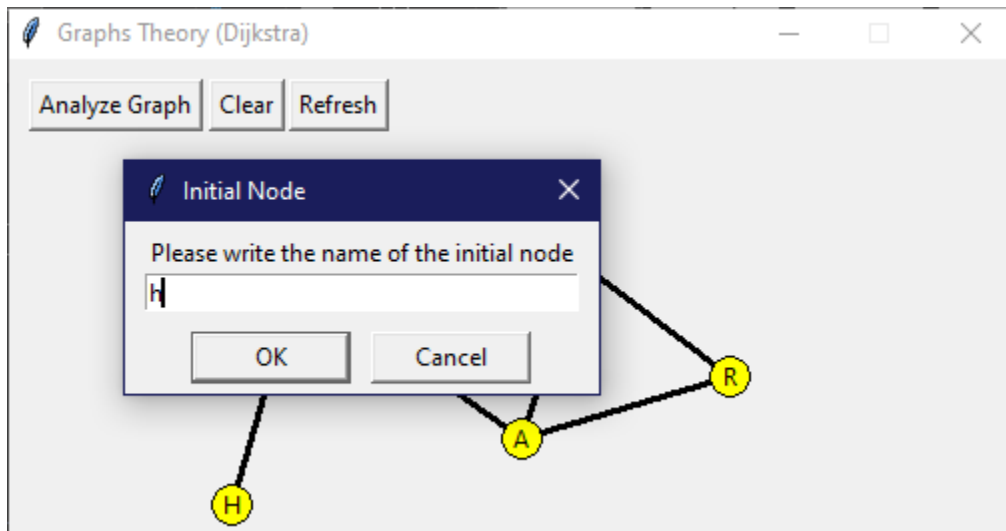 Graphs Theory (Dijkstra)
Analyze Graph Clear Refresh
Initial Node
Please write the name of the initial node
h
OK Cancel
R
A
H